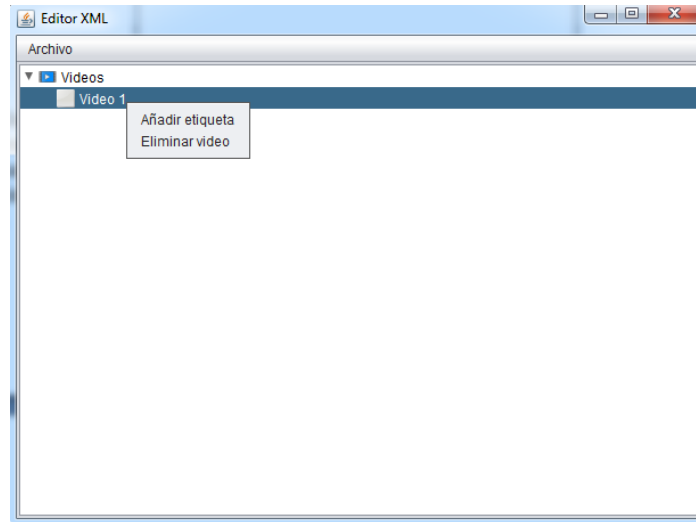 Editor XML
Archivo
Videos
Video 1
Añadir etiqueta
Eliminar video